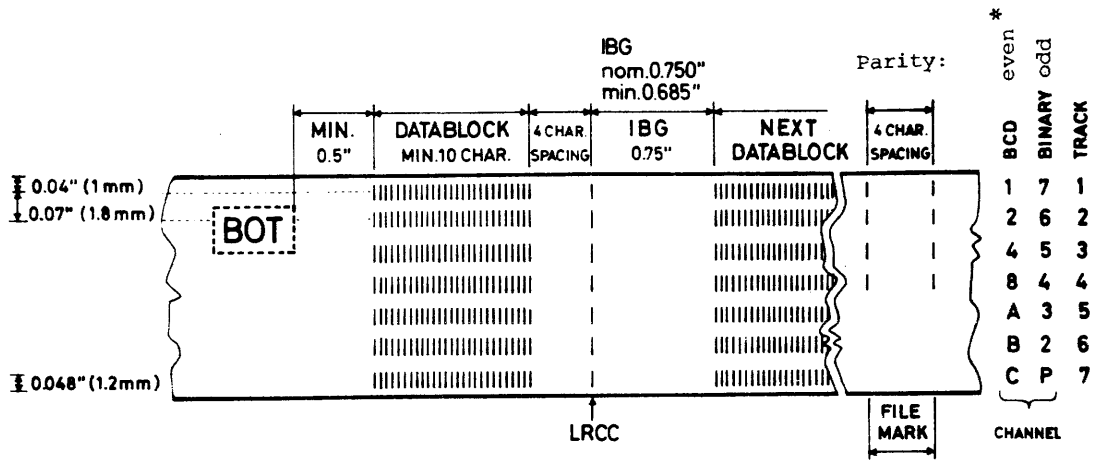 *
even
odd
IBG
nom.0.750"
min.0.685"
Parity:
MIN.
0.5"
DATABLOCK
MIN.10 CHAR.
4 CHAR.
SPACING
IBG
0.75"
NEXT
DATABLOCK
4 CHAR.
SPACING
BCD
BINARY
TRACK
0.04" (1mm)
0.07" (1.8mm)
BOT
1 7 1
2 6 2
4 5 3
8 4 4
A 3 5
B 2 6
C P 7
0.048" (1.2mm)
LRCC
FILE
MARK
CHANNEL